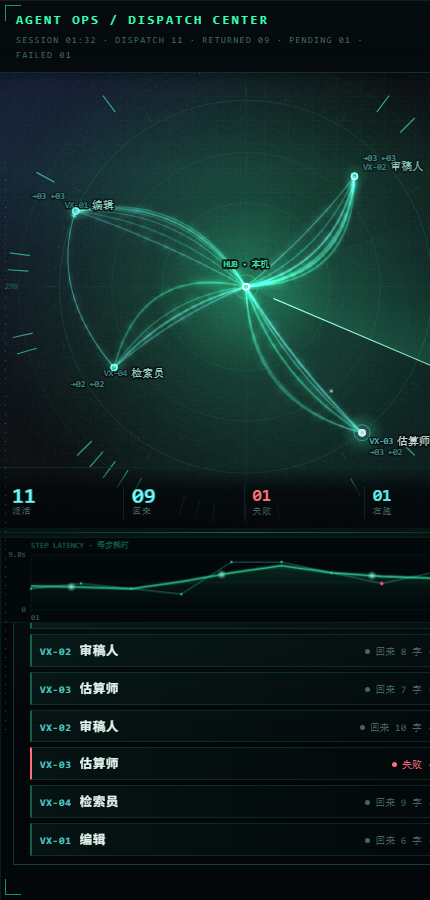 AGENT OPS / DISPATCH CENTER
SESSION 01:32 · DISPATCH 11 · RETURNED 09 · PENDING 01 ·
FAILED 01
→03 ←03
VX-02 审稿人
→03 ←03
VX-01 编辑
HUB · 本机
270
VX-04 检索员
→02 ←02
VX-03 估算师
→03 ←02
11
派活
09
回来
01
失败
01
在跑
STEP LATENCY · 每步耗时
9.0s
0
01
VX-02 审稿人 回来 8 字
VX-03 估算师 回来 7 字
VX-02 审稿人 回来 10 字
VX-03 估算师 失败
VX-04 检索员 回来 9 字
VX-01 编辑 回来 6 字